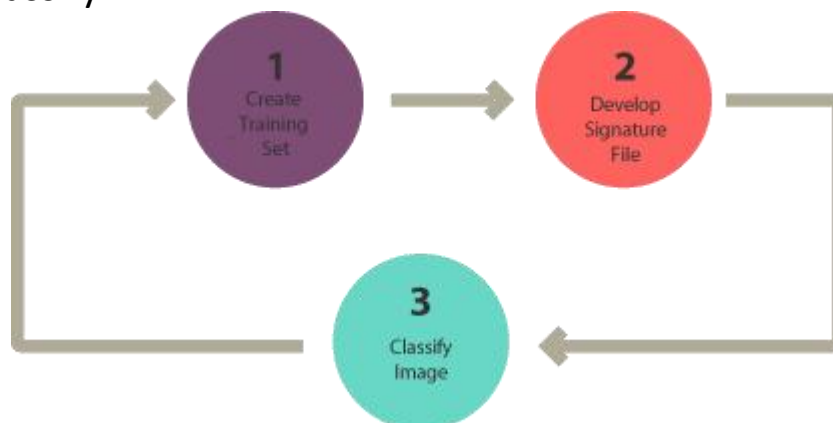 1
Create
Training
Set
2
Develop
Signature
File
3
Classify
Image